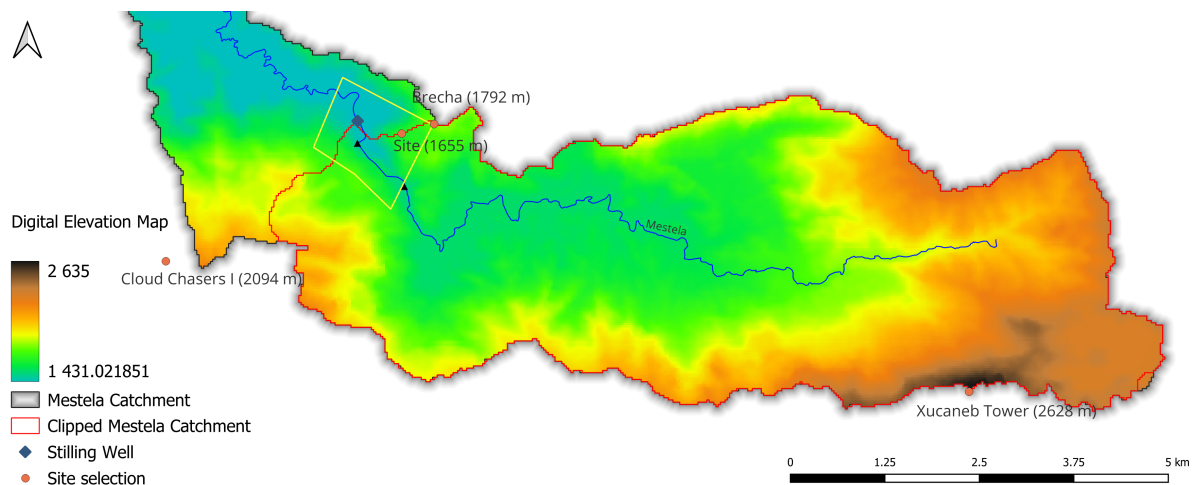 Brecha (1792 m)
Site (1655 m)
Mestela
Digital Elevation Map
2 635
Cloud Chasers I (2094 m)
1 431.021851
Mestela Catchment
Clipped Mestela Catchment
Xucaneb Tower (2628 m)
Stilling Well
Site selection
0 1.25 2.5 3.75 5 km